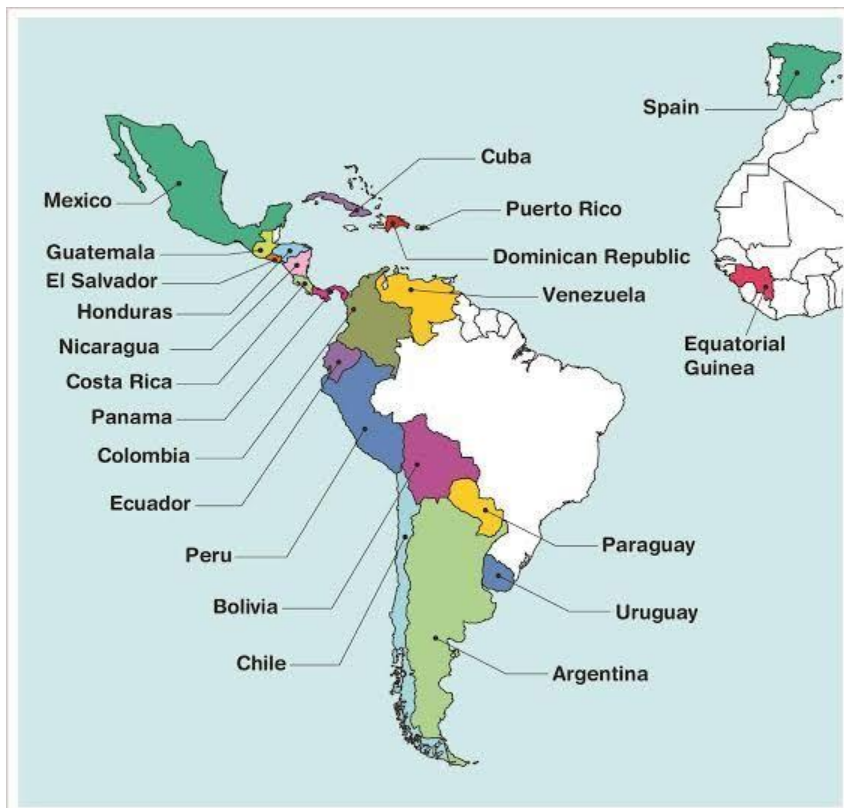 Spain
Cuba
Mexico
Puerto Rico
Guatemala
Dominican Republic
El Salvador
Venezuela
Honduras
Nicaragua
Equatorial
Guinea
Costa Rica
Panama
Colombia
Ecuador
Paraguay
Peru
Bolivia
Uruguay
Chile
Argentina